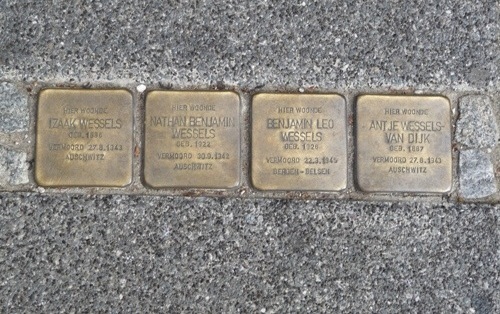 HIER WOONDE
IZAAK WESSELS
GEB. 1890
VERMOORD 27.8.1943
AUSCHWITZ
HIER WOONDE
NATHAN BENJAMIN
WESSELS
GEB. 1922
VERMOORD 30.9.1942
AUSCHWITZ
HIER WOONDE
BENJAMIN LEO
WESSELS
GEB. 1926
VERMOORD 22.3.1945
BERGEN-BELSEN
HIER WOONDE
ANTJE WESSELS-
VAN DIJK
GEB. 1887
VERMOORD 27.8.1943
AUSCHWITZ